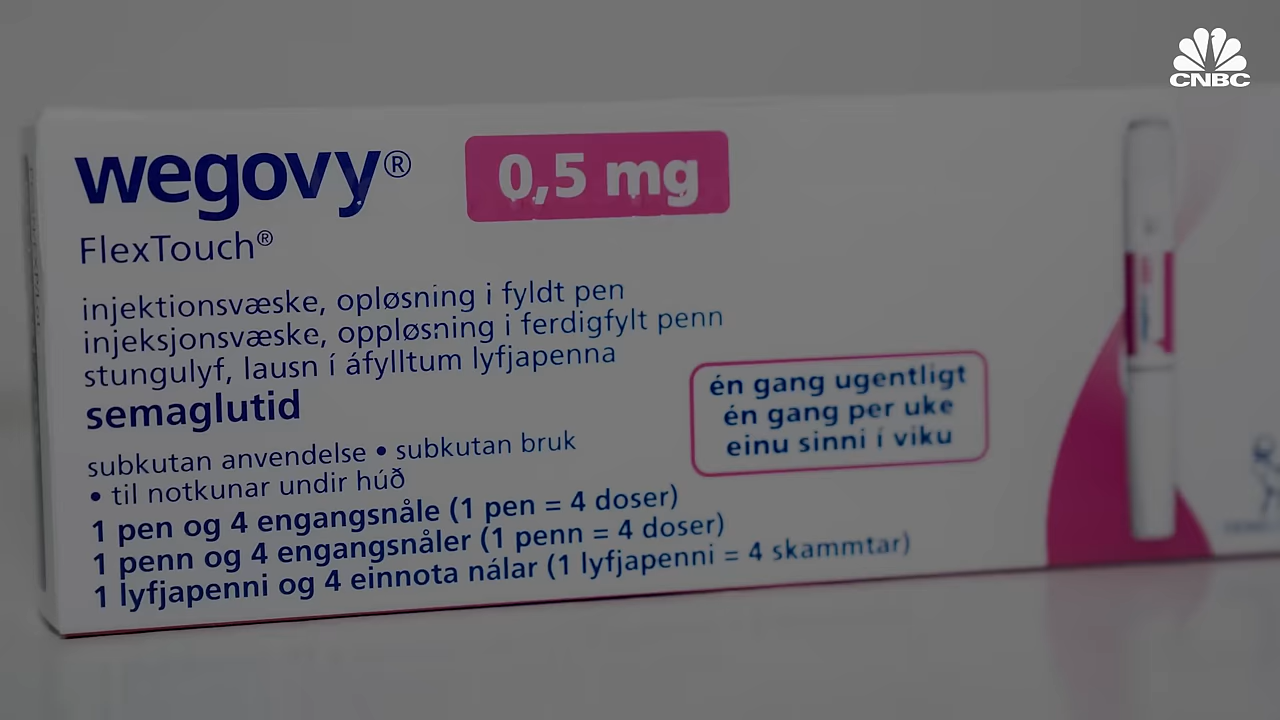 CNBC
wegovy®
0,5 mg
FlexTouch®
injektionsvæske, opløsning i fyldt pen
injeksjonsvæske, oppløsning i ferdigfylt penn
stungulyf, lausn í áfylltum lyfjapenna
semaglutid
én gang ugentligt
én gang per uke
einu sinni í viku
subkutan anvendelse • subkutan bruk
• til notkunar undir húð
1 pen og 4 engangsnåle (1 pen = 4 doser)
1 penn og 4 engangsnåler (1 penn = 4 doser)
1 lyfjapenni og 4 einnota nálar (1 lyfjapenni = 4 skammtar)